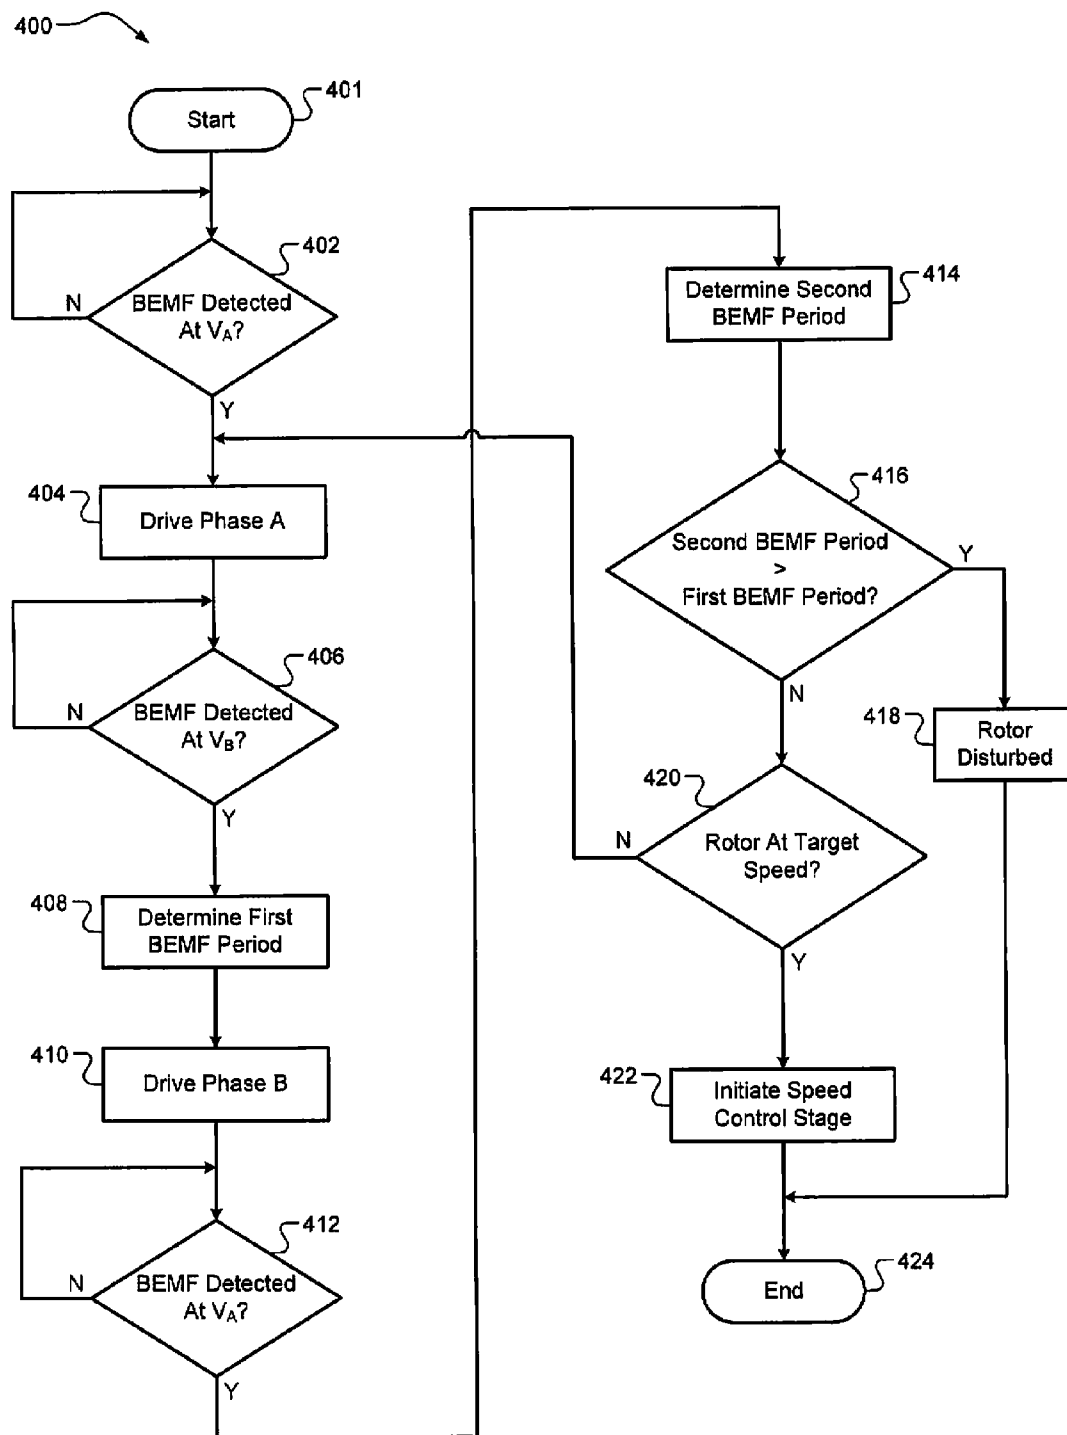 400
401
Start
402
N
BEMF Detected
At VA?
Y
404
Drive Phase A
406
N
BEMF Detected
At VB?
Y
408
Determine First
BEMF Period
410
Drive Phase B
412
N
BEMF Detected
At VA?
Y
414
Determine Second
BEMF Period
416
Second BEMF Period
>
First BEMF Period?
Y
N
418
Rotor
Disturbed
420
N
Rotor At Target
Speed?
Y
422
Initiate Speed
Control Stage
424
End